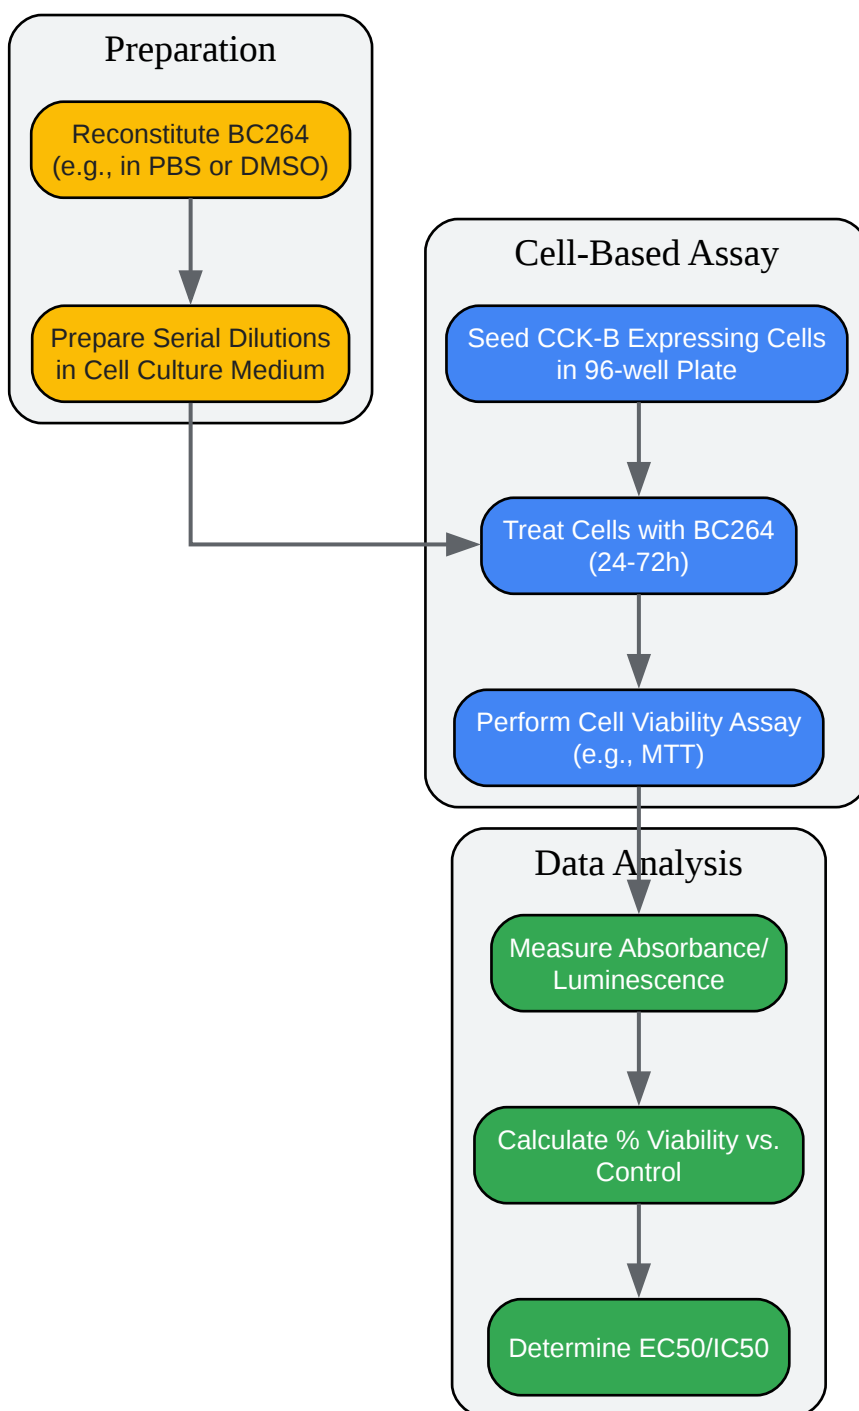 Preparation
Reconstitute BC264
(e.g., in PBS or DMSO)
Prepare Serial Dilutions
in Cell Culture Medium
Cell-Based Assay
Seed CCK-B Expressing Cells
in 96-well Plate
Treat Cells with BC264
(24-72h)
Perform Cell Viability Assay
(e.g., MTT)
Data Analysis
Measure Absorbance/
Luminescence
Calculate % Viability vs.
Control
Determine EC50/IC50